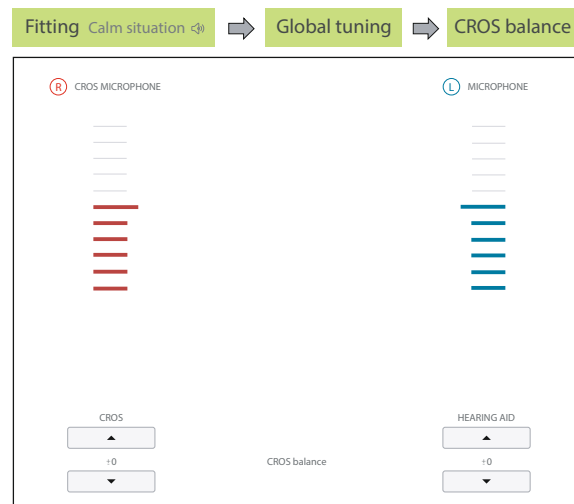 Fitting Calm situation
Global tuning
CROS balance
R CROS MICROPHONE
L MICROPHONE
CROS
HEARING AID
±0
CROS balance
±0